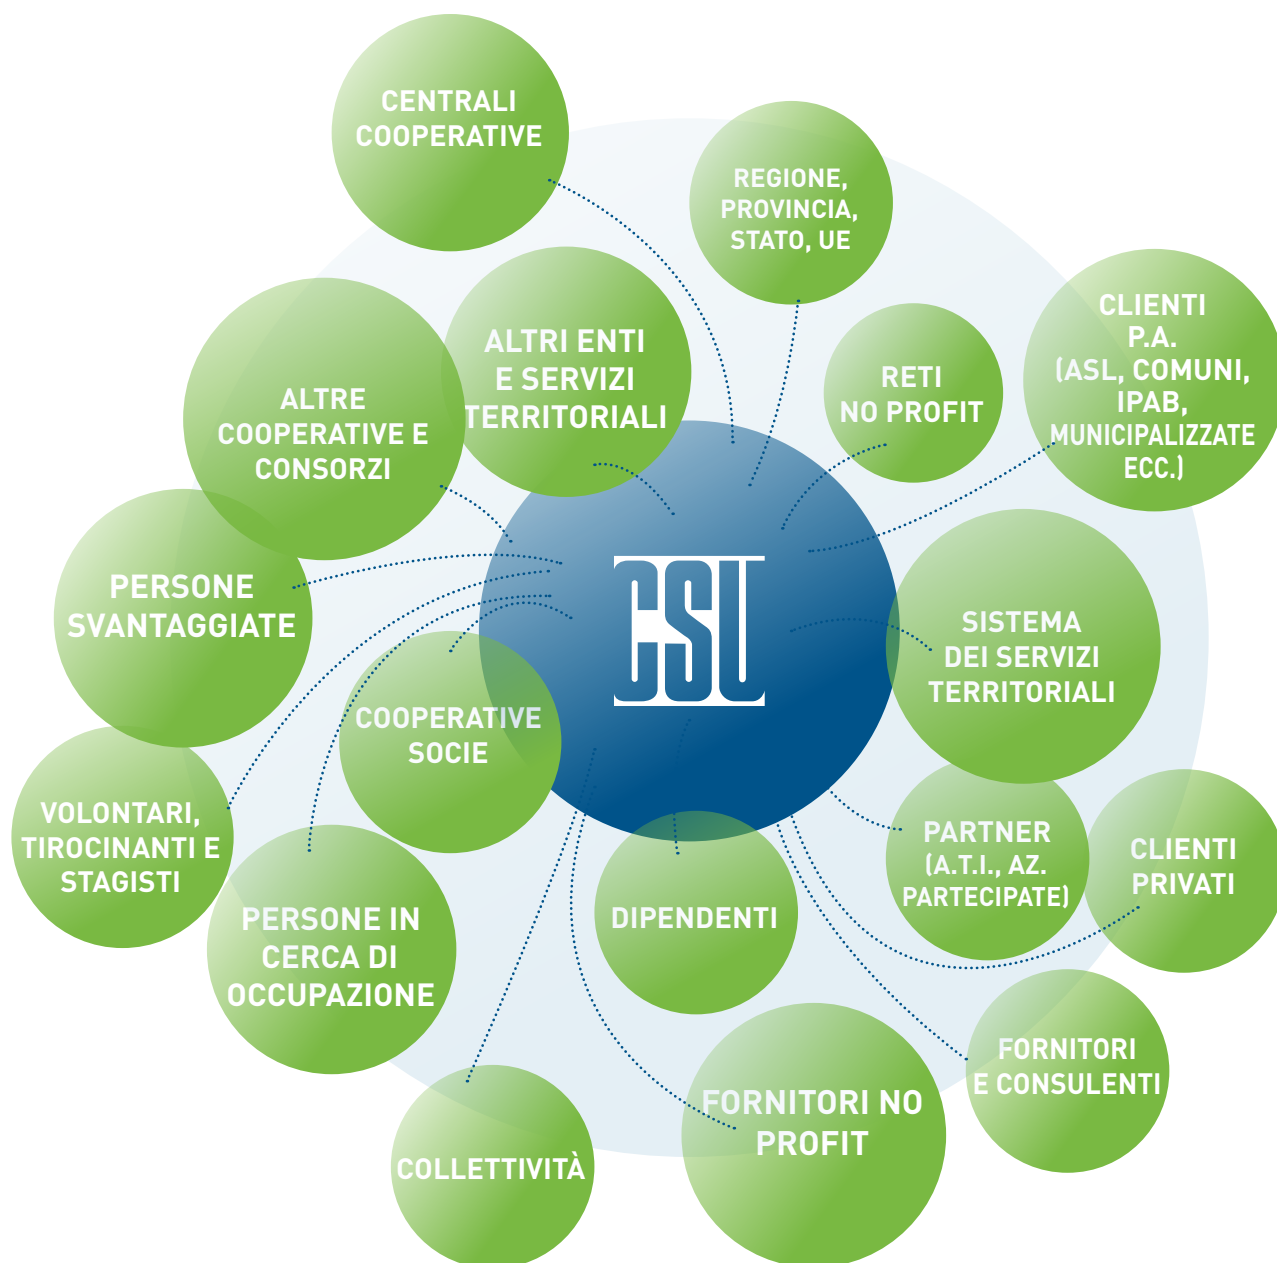 CENTRALI
COOPERATIVE
REGIONE,
PROVINCIA,
STATO, UE
CLIENTI
P.A.
(ASL, COMUNI,
IPAB,
MUNICIPALIZZATE
ECC.)
ALTRI ENTI
E SERVIZI
TERRITORIALI
RETI
NO PROFIT
ALTRE
COOPERATIVE E
CONSORZI
PERSONE
SVANTAGGIATE
CSU
SISTEMA
DEI SERVIZI
TERRITORIALI
COOPERATIVE
SOCIE
VOLONTARI,
TIROCINANTI E
STAGISTI
PARTNER
(A.T.I., AZ.
PARTECIPATE)
CLIENTI
PRIVATI
PERSONE IN
CERCA DI
OCCUPAZIONE
DIPENDENTI
FORNITORI
E CONSULENTI
FORNITORI NO
PROFIT
COLLETTIVITÀ